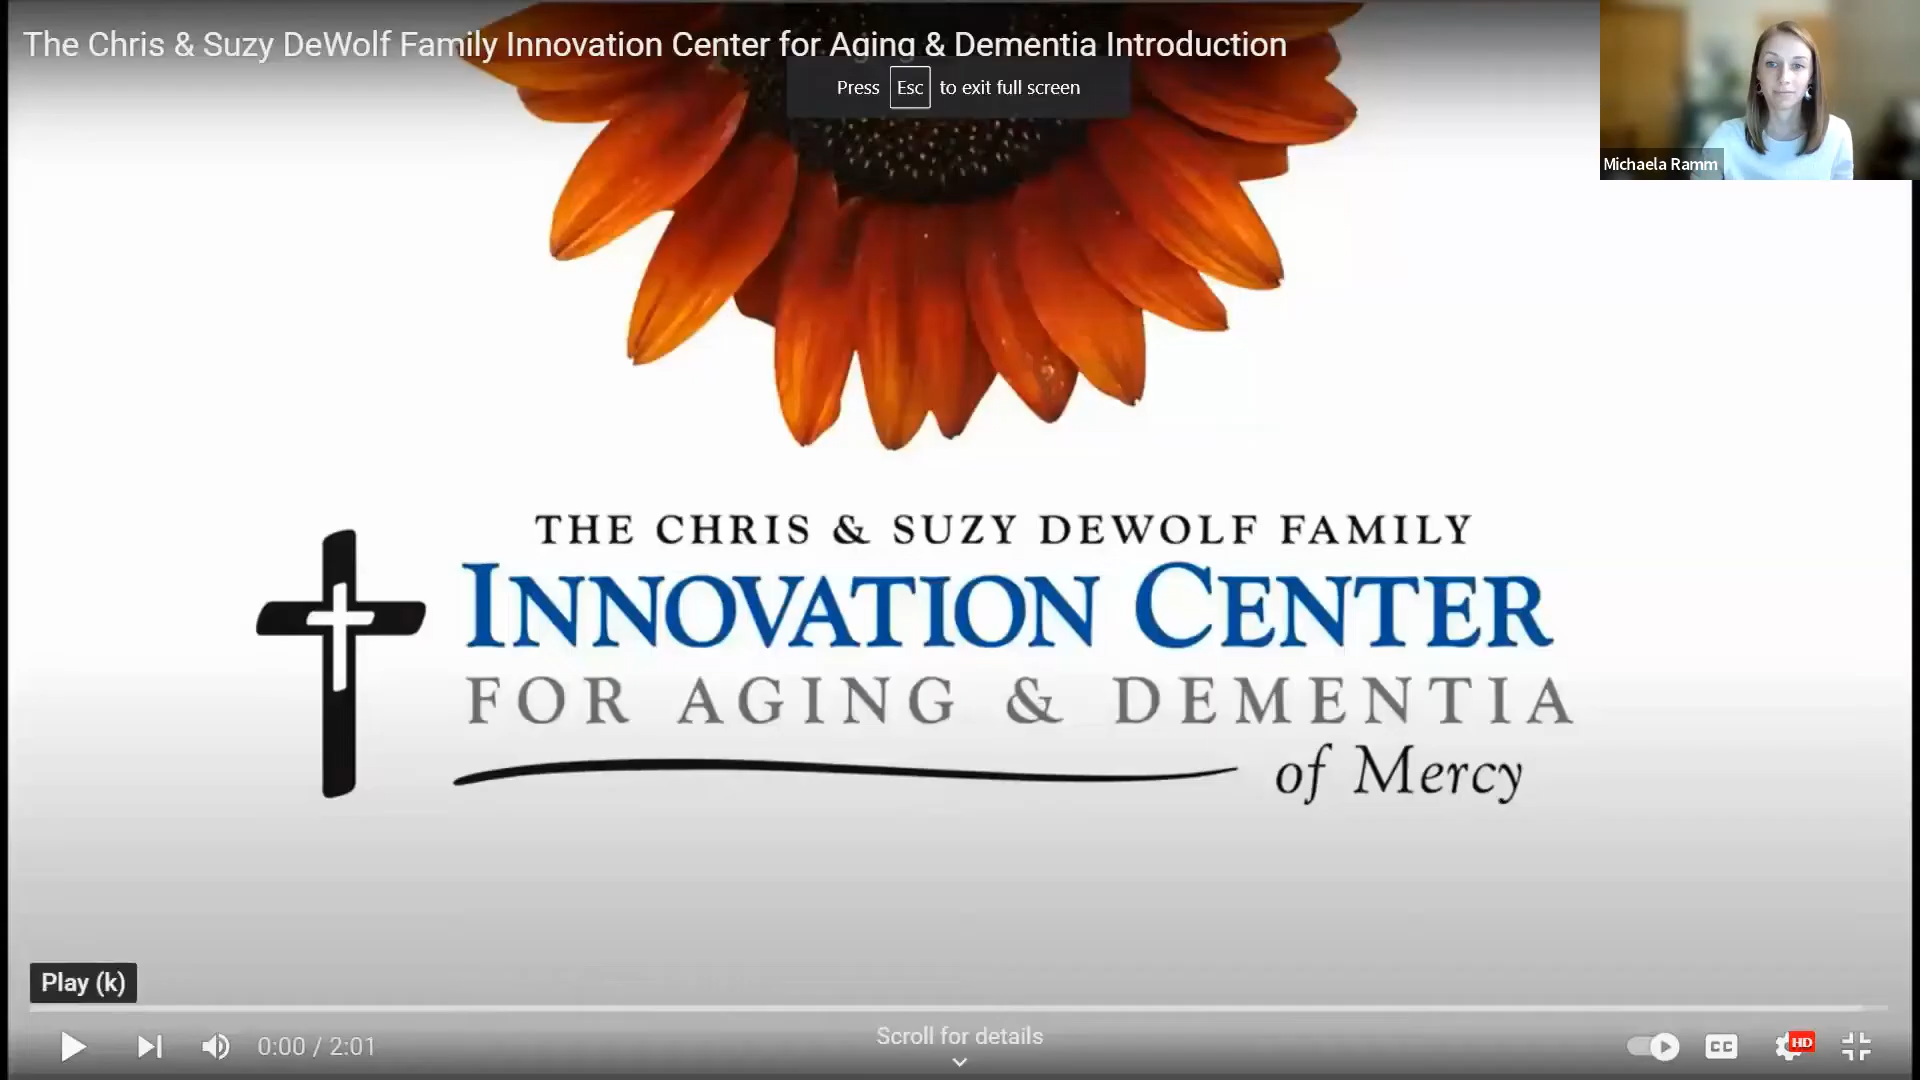 The Chris & Suzy DeWolf Family Innovation Center for Aging & Dementia Introduction
Press Esc to exit full screen
Michaela Ramm
THE CHRIS & SUZY DEWOLF FAMILY
INNOVATION CENTER
FOR AGING & DEMENTIA
of Mercy
Play (k)
0:00 / 2:01
Scroll for details
CC
HD